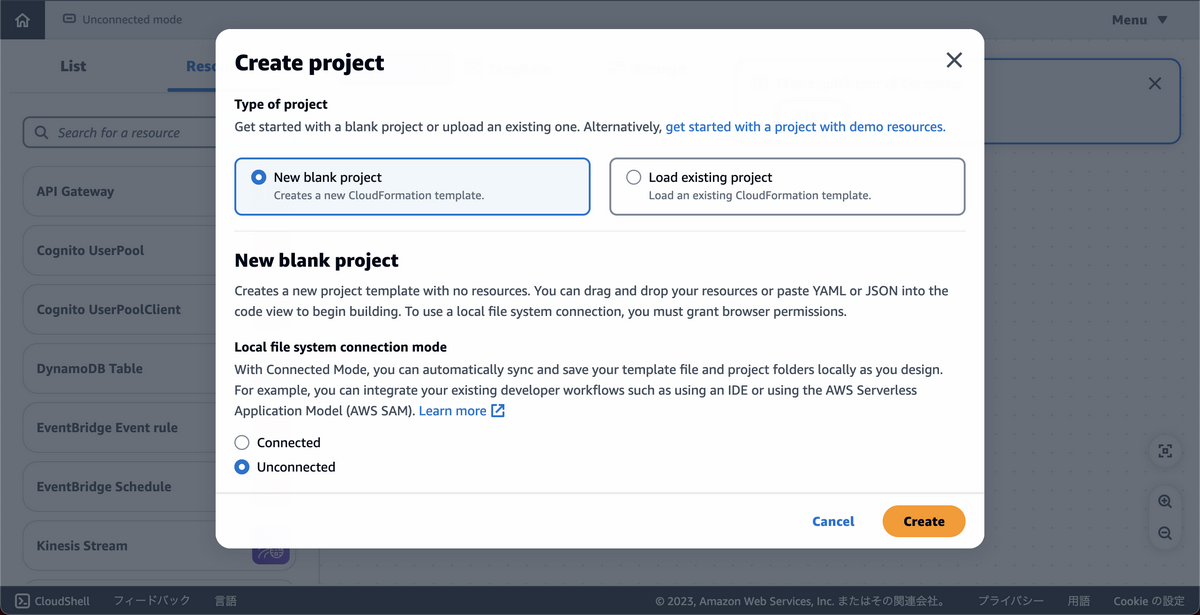 Unconnected mode
Menu ▼
Create project
List
Type of project
Get started with a blank project or upload an existing one. Alternatively, get started with a project with demo resources.
Search for a resource
New blank project
Creates a new CloudFormation template.
Load existing project
Load an existing CloudFormation template.
API Gateway
Cognito UserPool
New blank project
Creates a new project template with no resources. You can drag and drop your resources or paste YAML or JSON into the
code view to begin building. To use a local file system connection, you must grant browser permissions.
Cognito UserPoolClient
Local file system connection mode
With Connected Mode, you can automatically sync and save your template file and project folders locally as you design.
For example, you can integrate your existing developer workflows such as using an IDE or using the AWS Serverless
Application Model (AWS SAM). Learn more
DynamoDB Table
EventBridge Event rule
Connected
Unconnected
EventBridge Schedule
Cancel
Create
Kinesis Stream
CloudShell
フィードバック
言語
© 2023, Amazon Web Services, Inc. またはその関連会社。
プライバシー
用語
Cookie の設定